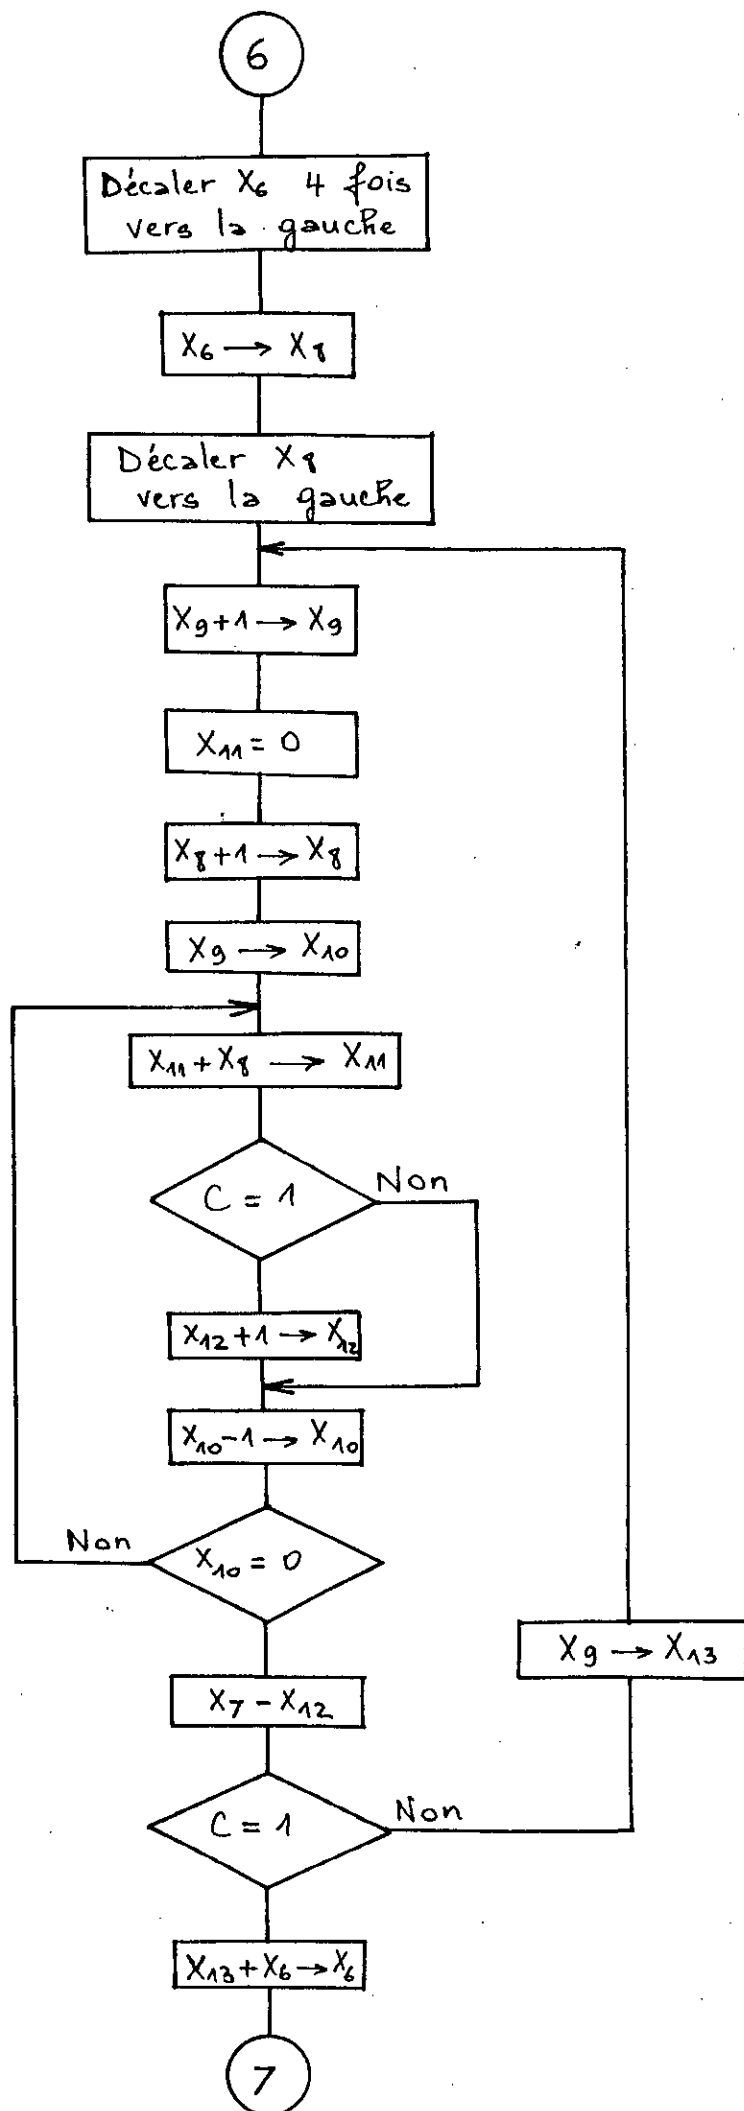 6
Décaler X₆ 4 fois
vers la gauche
X₆ → X₈
Décaler X₈
vers la gauche
X₉+1 → X₉
X₁₁ = 0
X₈+1 → X₈
X₉ → X₁₀
X₁₁+X₈ → X₁₁
C = 1
Non
X₁₂+1 → X₁₂
X₁₀-1 → X₁₀
Non
X₁₀ = 0
X₉ → X₁₃
X₇ - X₁₂
C = 1
Non
X₁₃+X₆ → X₆
7